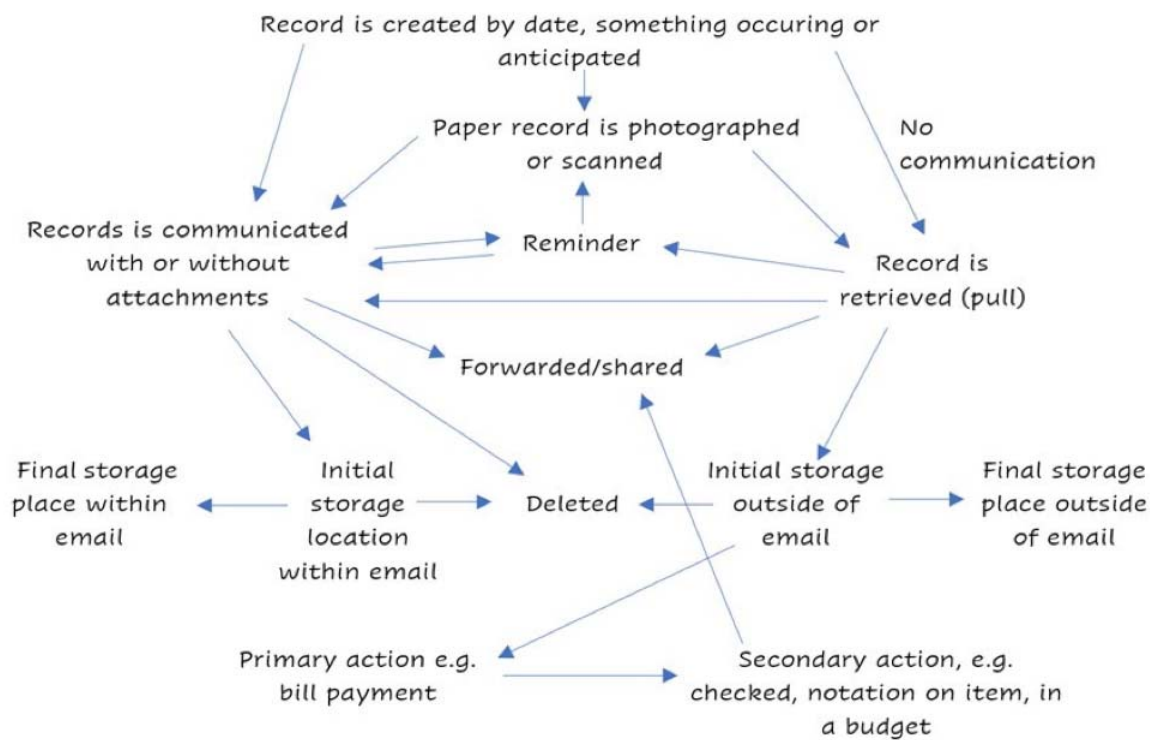 Record is created by date, something occuring or
anticipated
Paper record is photographed
or scanned
No
communication
Records is communicated
with or without
attachments
Reminder
Record is
retrieved (pull)
Forwarded/shared
Final storage
place within
email
Initial
storage
location
within email
Deleted
Initial storage
outside of
email
Final storage
place outside
of email
Primary action e.g.
bill payment
Secondary action, e.g.
checked, notation on item, in
a budget